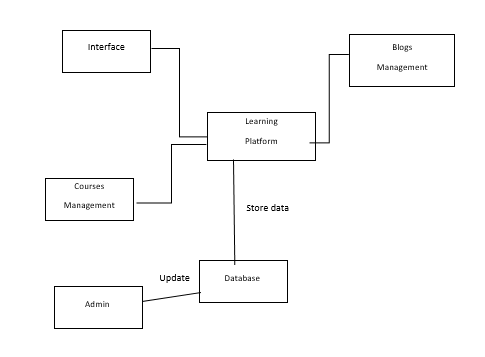 Interface
Blogs
Management
Learning
Platform
Courses
Management
Store data
Update
Database
Admin